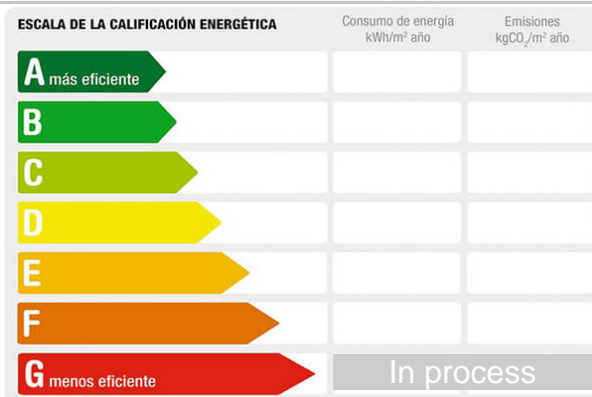 ESCALA DE LA CALIFICACIÓN ENERGÉTICA
Consumo de energía
kWh/m² año
Emisiones
kgCO₂/m² año
A más eficiente
B
C
D
E
F
G menos eficiente
In process